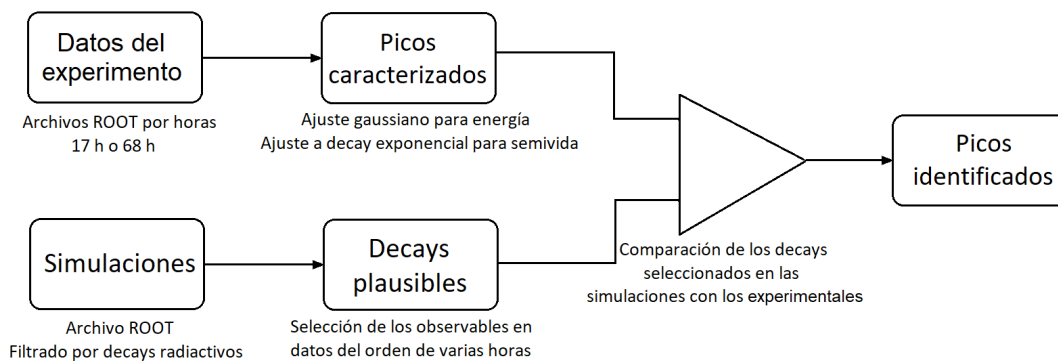 Datos del
experimento
Archivos ROOT por horas
17 h o 68 h
Picos
caracterizados
Ajuste gaussiano para energía
Ajuste a decay exponencial para semivida
Picos
identificados
Simulaciones
Archivo ROOT
Filtrado por decays radiactivos
Decays
plausibles
Selección de los observables en
datos del orden de varias horas
Comparación de los decays
seleccionados en las
simulaciones con los experimentales